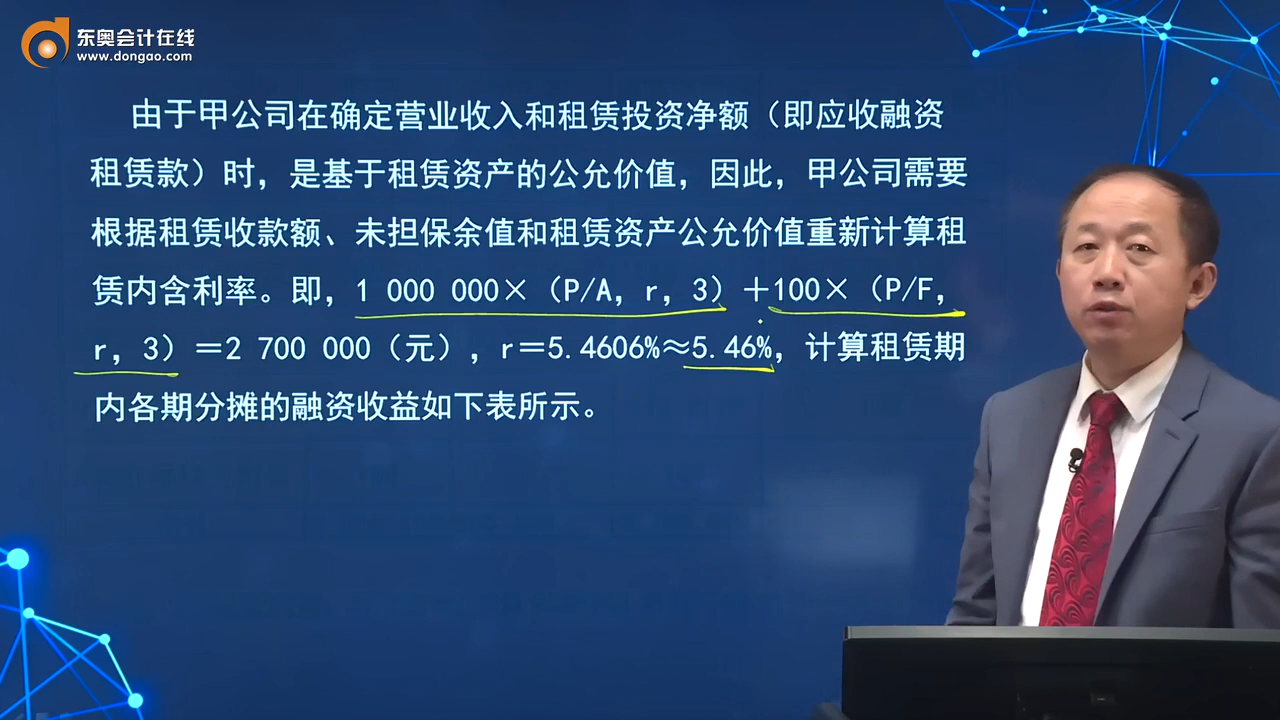 东奥会计在线
www.dongao.com
由于甲公司在确定营业收入和租赁投资净额（即应收融资
租赁款）时，是基于租赁资产的公允价值，因此，甲公司需要
根据租赁收款额、未担保余值和租赁资产公允价值重新计算租
赁内含利率。即，1 000 000×（P/A，r，3）＋100×（P/F，
r，3）＝2 700 000（元），r＝5.4606%≈5.46%，计算租赁期
内各期分摊的融资收益如下表所示。